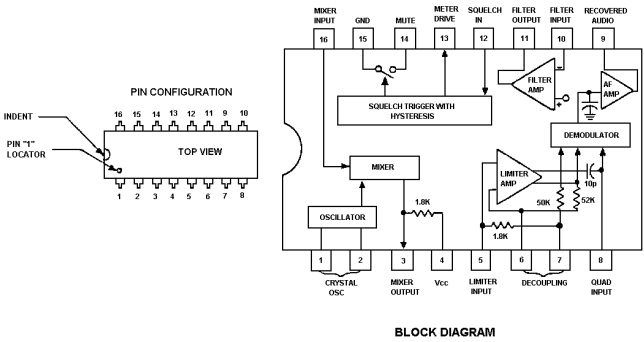 PIN CONFIGURATION
16 15 14 13 12 11 9 10
INDENT
PIN "1"
LOCATOR
TOP VIEW
1 2 3 4 5 6 7 8
MIXER
INPUT
GND
MUTE
METER
DRIVE
SQUELCH
IN
FILTER
OUTPUT
FILTER
INPUT
RECOVERED
AUDIO
16 15 14 13 12 11 10 9
SQUELCH TRIGGER WITH
HYSTERESIS
FILTER
AMP
-
+
AF
AMP
DEMODULATOR
MIXER
LIMITER
AMP
10p
OSCILLATOR
1.8K
50K
52K
1.8K
1 2 3 4 5 6 7 8
CRYSTAL
OSC
MIXER
OUTPUT
Vcc
LIMITER
INPUT
DECOUPLING
QUAD
INPUT
BLOCK DIAGRAM